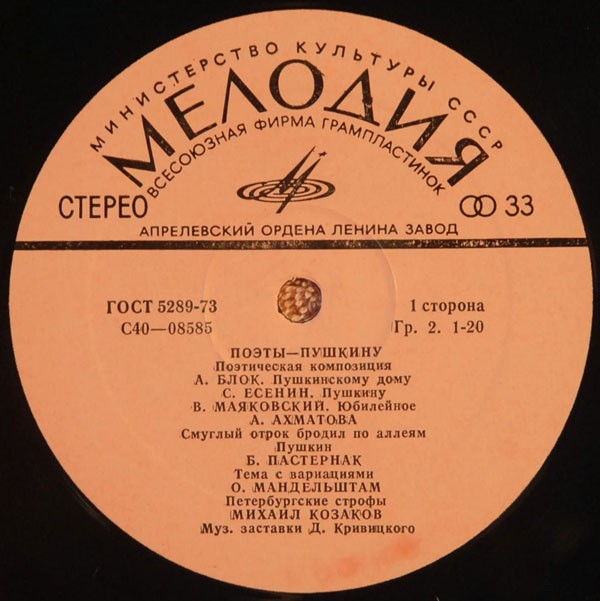 МИНИСТЕРСТВО КУЛЬТУРЫ СССР
МЕЛОДИЯ
ВСЕСОЮЗНАЯ ФИРМА ГРАМПЛАСТИНОК
СТЕРЕО 33
АПРЕЛЕВСКИЙ ОРДЕНА ЛЕНИНА ЗАВОД
ГОСТ 5289-73 1 сторона
С40—08585 Гр. 2. 1-20
ПОЭТЫ—ПУШКИНУ
Поэтическая композиция
А. БЛОК. Пушкинскому дому
С. ЕСЕНИН. Пушкину
В. МАЯКОВСКИЙ. Юбилейное
А. АХМАТОВА
Смуглый отрок бродил по аллеям
Пушкин
Б. ПАСТЕРНАК
Тема с вариациями
О. МАНДЕЛЬШТАМ
Петербургские строфы
МИХАИЛ КОЗАКОВ
Муз. заставки Д. Кривицкого